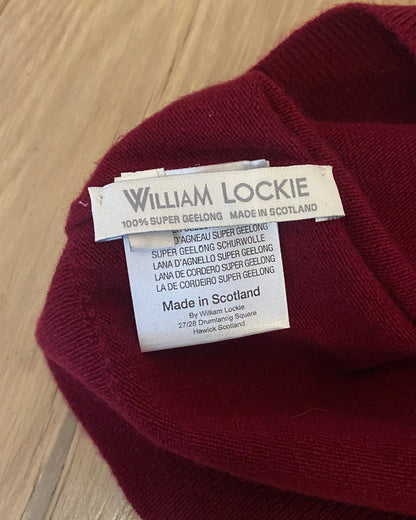 WILLIAM LOCKIE
100% SUPER GEELONG MADE IN SCOTLAND
D'AGNEAU SUPER GEELONG
SUPER GEELONG SCHURWOLLE
LANA D'AGNELLO SUPER GEELONG
LANA DE CORDERO SUPER GEELONG
LA DE CORDEIRO SUPER GEELONG
Made in Scotland
By William Lockie
27/28 Drumlanrig Square
Hawick Scotland